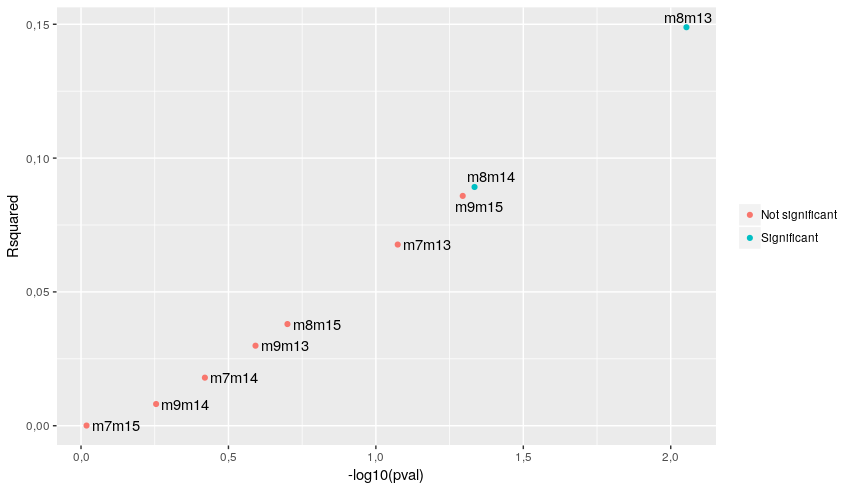 m8m13
0,15
0,10
m8m14
m9m15
m7m13
Rsquared
Not significant
Significant
0,05
m8m15
m9m13
m7m14
m9m14
m7m15
0,00
0,0 0,5 1,0 1,5 2,0
-log10(pval)